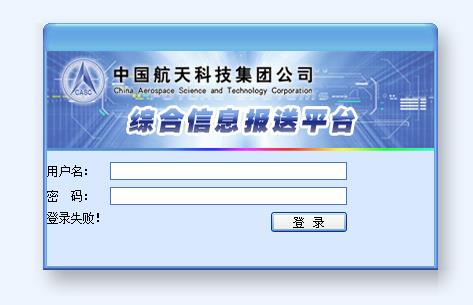 CASC
中国航天科技集团公司
China Aerospace Science and Technology Corporation
综合信息报送平台
用户名：
密　码：
登录失败！
登 录